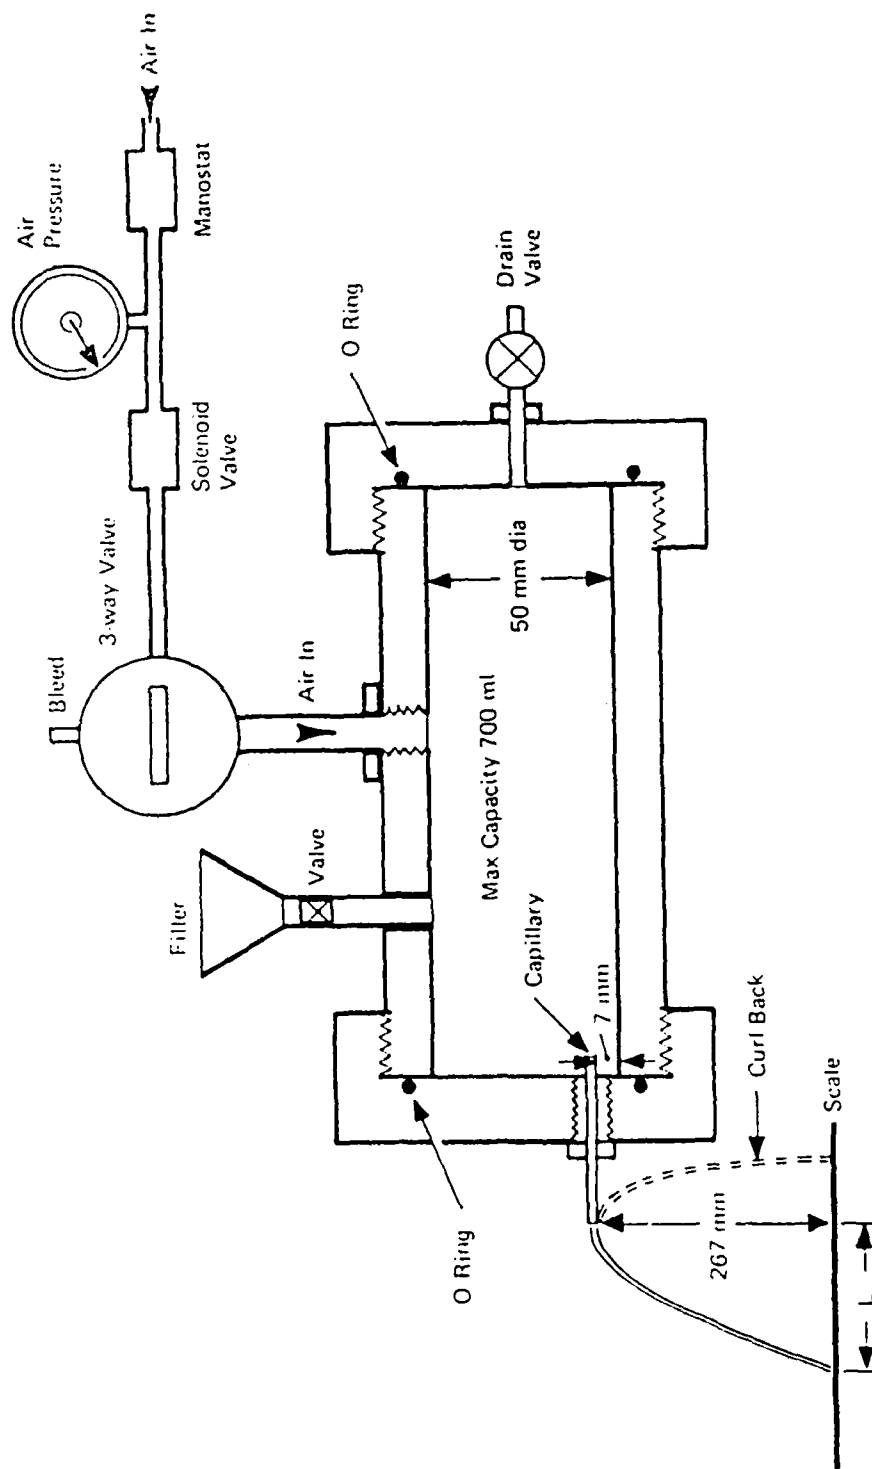 Air In
Air
Pressure
Manostat
Solenoid
Valve
3-way Valve
Bleed
Air In
Filter
Valve
O Ring
Drain
Valve
50 mm dia
Max Capacity 700 ml
Capillary
7 mm
O Ring
Curl Back
267 mm
Scale
L